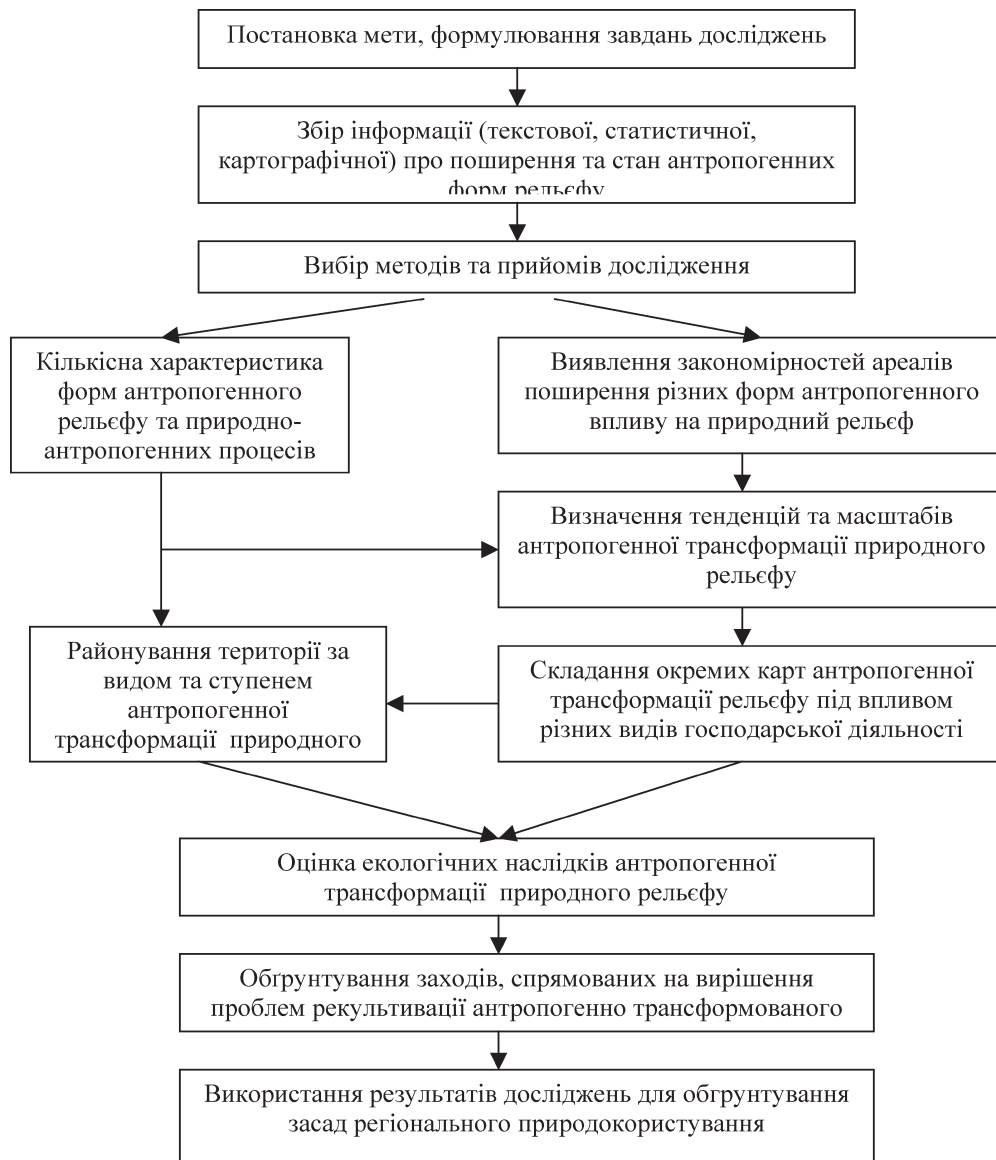 Постановка мети, формулювання завдань досліджень
Збір інформації (текстової, статистичної,
картографічної) про поширення та стан антропогенних
форм рельєфу
Вибір методів та прийомів дослідження
Кількісна характеристика
форм антропогенного
рельєфу та природно-
антропогенних процесів
Виявлення закономірностей ареалів
поширення різних форм антропогенного
впливу на природний рельєф
Визначення тенденцій та масштабів
антропогенної трансформації природного
рельєфу
Районування території за
видом та ступенем
антропогенної
трансформації природного
Складання окремих карт антропогенної
трансформації рельєфу під впливом
різних видів господарської діяльності
Оцінка екологічних наслідків антропогенної
трансформації природного рельєфу
Обґрунтування заходів, спрямованих на вирішення
проблем рекультивації антропогенно трансформованого
Використання результатів досліджень для обґрунтування
засад регіонального природокористування